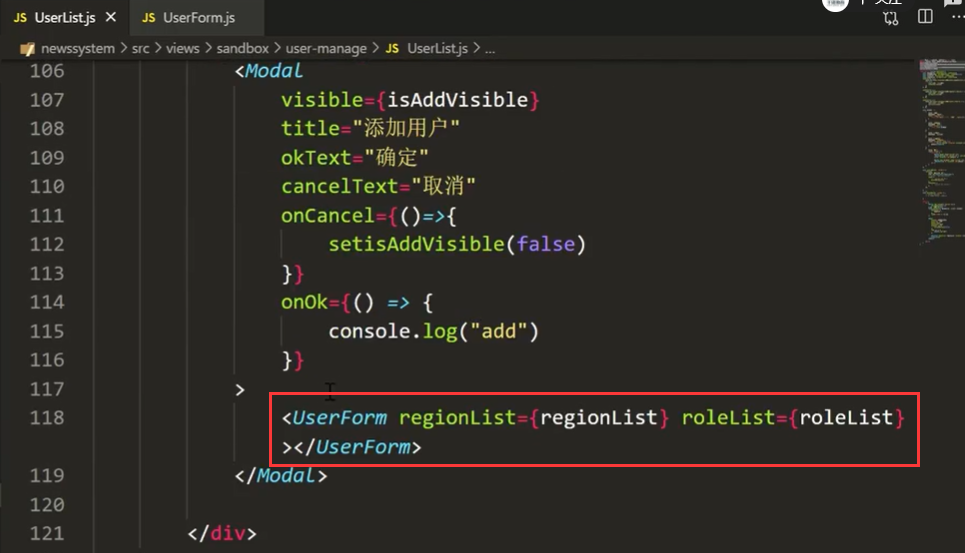 JS UserList.js × JS UserForm.js
newssystem > src > views > sandbox > user-manage > JS UserList.js > ...
106 <Modal
107 visible={isAddVisible}
108 title="添加用户"
109 okText="确定"
110 cancelText="取消"
111 onCancel={()=>{
112 setisAddVisible(false)
113 }}
114 onOk={() => {
115 console.log("add")
116 }}
117 >
118 <UserForm regionList={regionList} roleList={roleList}
></UserForm>
119 </Modal>
120
121 </div>